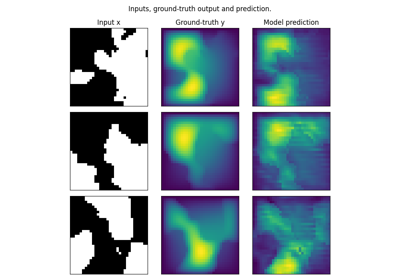 Inputs, ground-truth output and prediction.
Input x
Ground-truth y
Model prediction